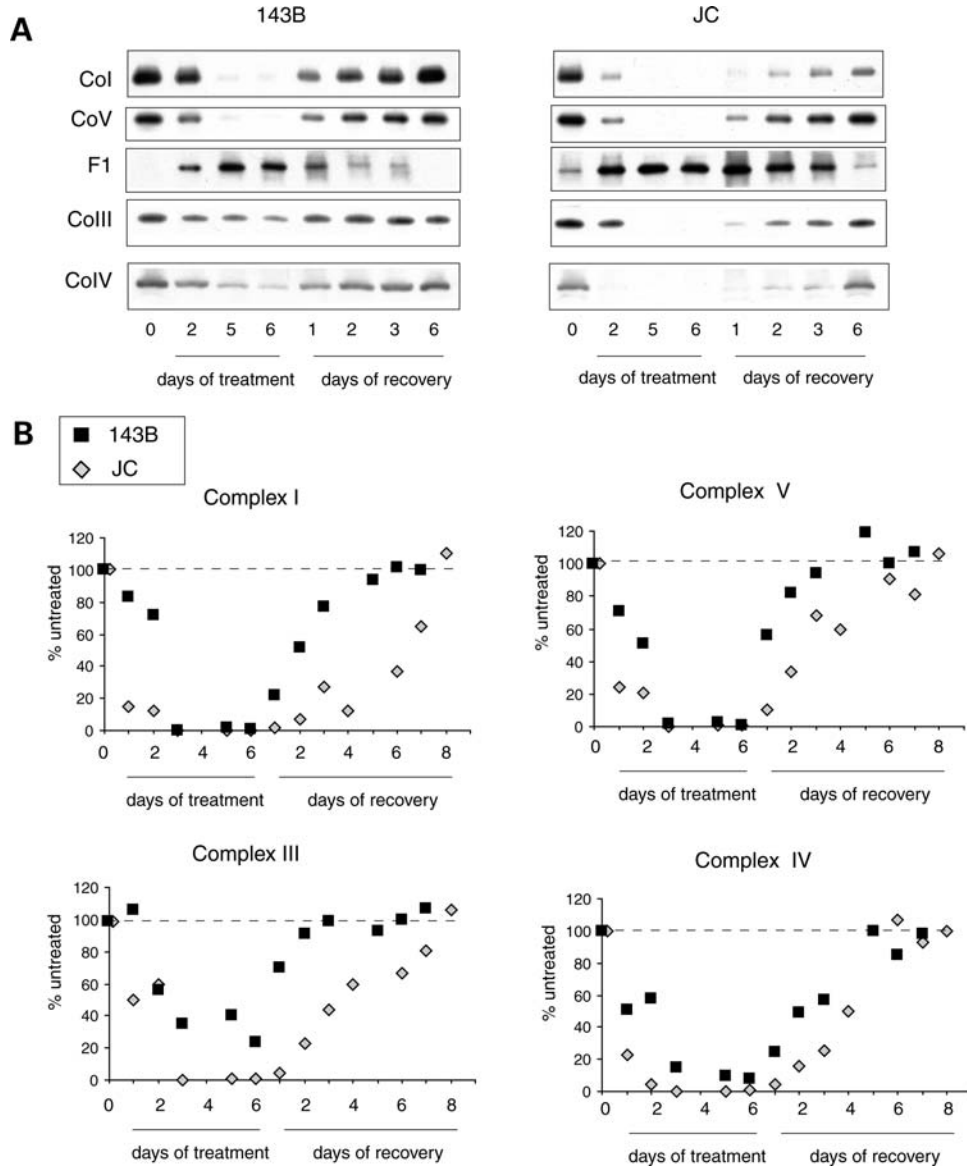 143B
JC
A
CoI
CoV
F1
CoIII
CoIV
0 2 5 6 1 2 3 6
days of treatment days of recovery
0 2 5 6 1 2 3 6
days of treatment days of recovery
B
143B
JC
Complex I
% untreated
120
100
80
60
40
20
0
0 2 4 6 2 4 6 8
days of treatment days of recovery
Complex V
% untreated
120
100
80
60
40
20
0
0 2 4 6 2 4 6 8
days of treatment days of recovery
Complex III
% untreated
120
100
80
60
40
20
0
0 2 4 6 2 4 6 8
days of treatment days of recovery
Complex IV
% untreated
120
100
80
60
40
20
0
0 2 4 6 2 4 6 8
days of treatment days of recovery